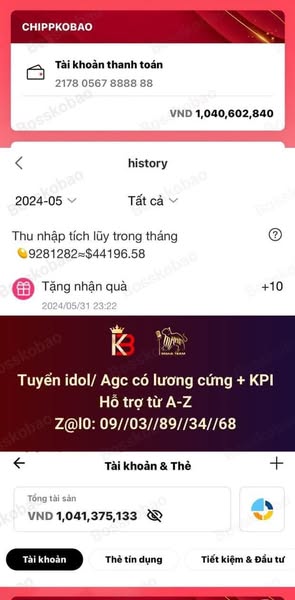 CHIPPKOBAO
Tài khoản thanh toán
2178 0567 8888 88
VND 1,040,602,840
history
2024-05
Tất cả
Thu nhập tích lũy trong tháng
9281282≈$44196.58
Tặng nhận quà
+10
2024/05/31 23:22
KB
Tuyển idol/ Agc có lương cứng + KPI
Hỗ trợ từ A-Z
Z@l0: 09//03//89//34//68
Tài khoản & Thẻ
Tổng tài sản
VND 1,041,375,133
Tài khoản
Thẻ tín dụng
Tiết kiệm & Đầu tư
Bosskobao